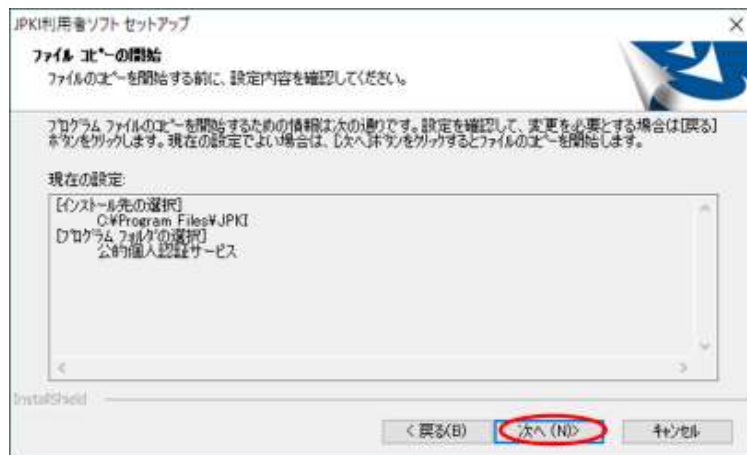 JPKI利用者ソフト セットアップ
ファイル コピーの開始
ファイルのコピーを開始する前に、設定内容を確認してください。
プログラム ファイルのコピーを開始するための情報は次の通りです。設定を確認して、変更を必要とする場合は[戻る]
ボタンをクリックします。現在の設定でよい場合は、[次へ]ボタンをクリックするとファイルのコピーを開始します。
現在の設定:
[インストール先の選択]
C:¥Program Files¥JPKI
[プログラム フォルダの選択]
公的個人認証サービス
InstallShield
< 戻る(B)
次へ (N)>
キャンセル